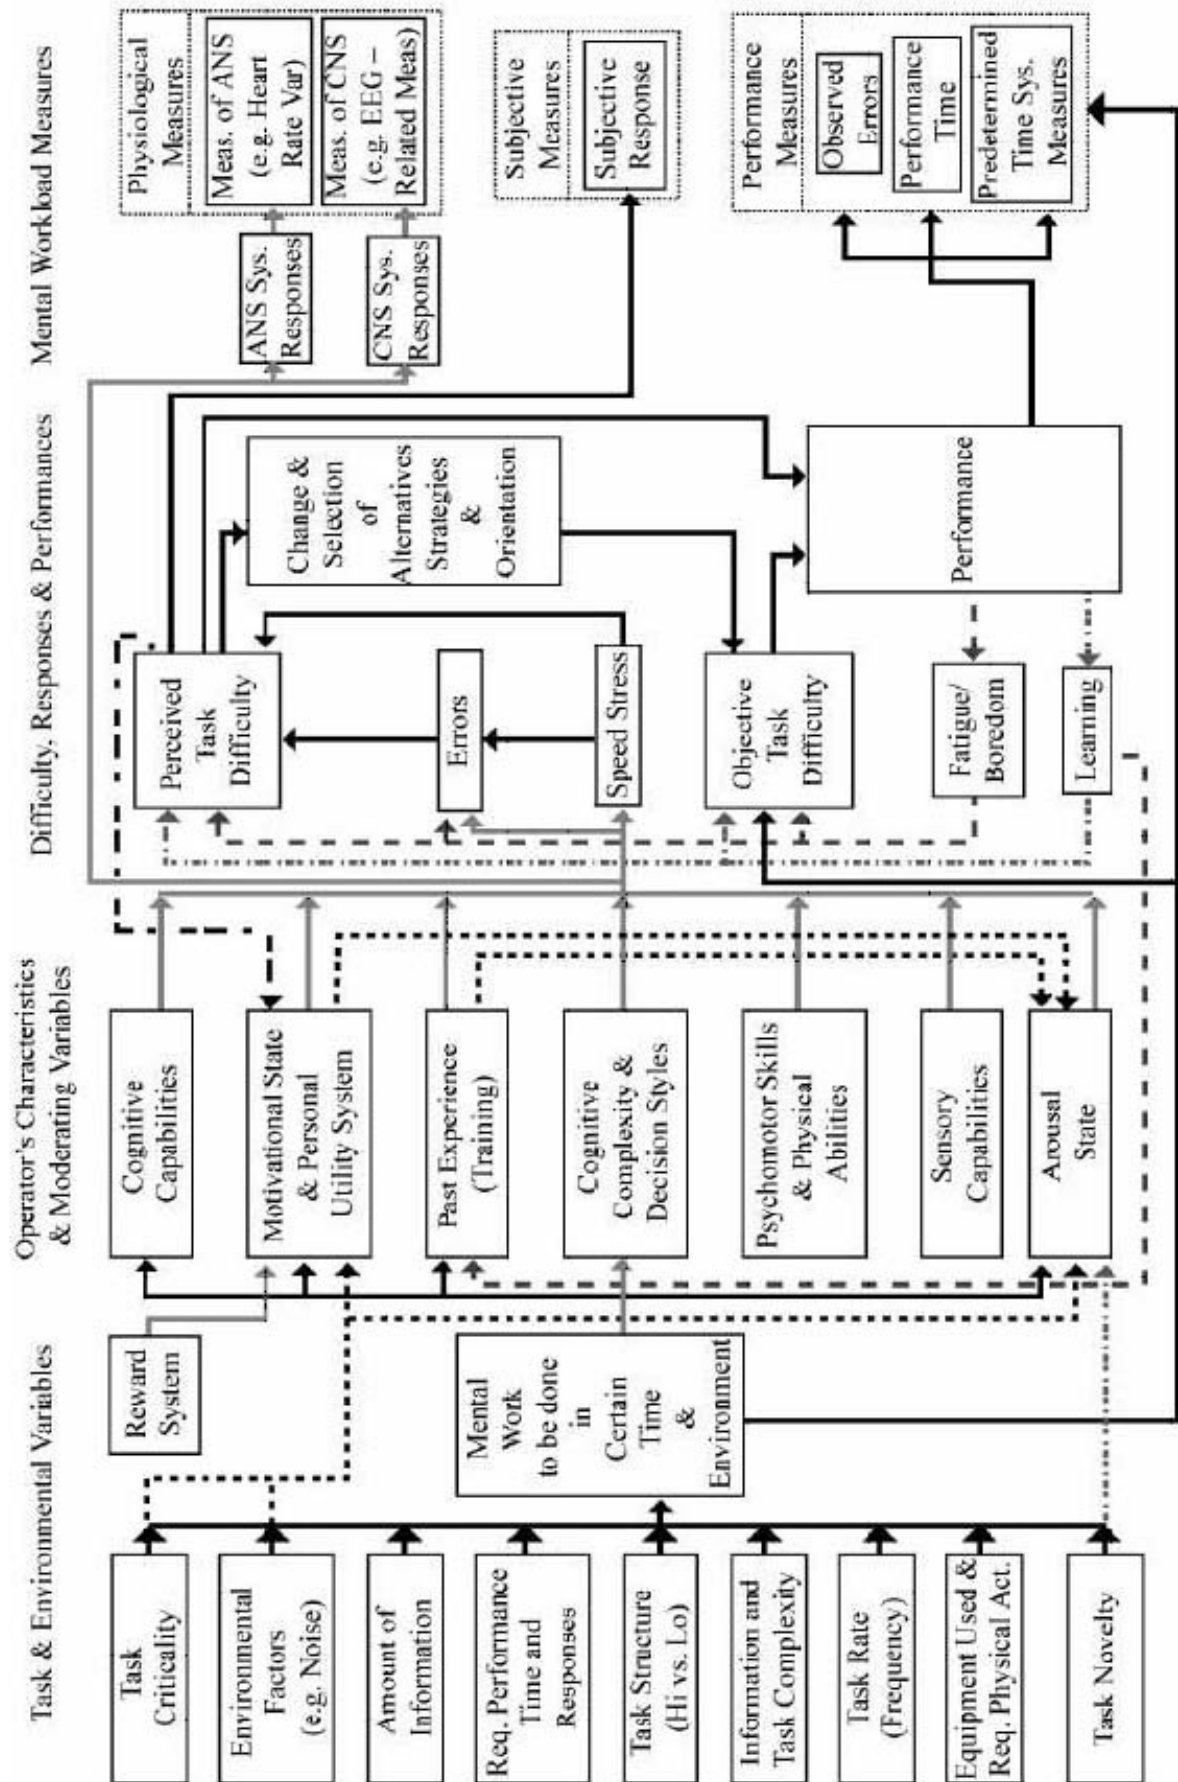 Task & Environmental Variables
Operator's Characteristics
& Moderating Variables
Difficulty, Responses & Performances
Mental Workload Measures
Task
Criticality
Environmental
Factors
(e.g. Noise)
Amount of
Information
Req. Performance
Time and
Responses
Task Structure
(Hi vs. Lo)
Information and
Task Complexity
Task Rate
(Frequency)
Equipment Used &
Req. Physical Act.
Task Novelty
Reward
System
Mental
Work
to be done
in
Certain
Time
&
Environment
Cognitive
Capabilities
Motivational State
& Personal
Utility System
Past Experience
(Training)
Cognitive
Complexity &
Decision Styles
Psychomotor Skills
& Physical
Abilities
Sensory
Capabilities
Arousal
State
Perceived
Task
Difficulty
Errors
Speed Stress
Objective
Task
Difficulty
Fatigue/
Boredom
Learning
Change &
Selection
of
Alternatives
Strategies
&
Orientation
Performance
ANS Sys.
Responses
CNS Sys.
Responses
Physiological
Measures
Meas. of ANS
(e.g. Heart
Rate Var)
Meas. of CNS
(e.g. EEG –
Related Meas)
Subjective
Measures
Subjective
Response
Performance
Measures
Observed
Errors
Performance
Time
Predetermined
Time Sys.
Measures